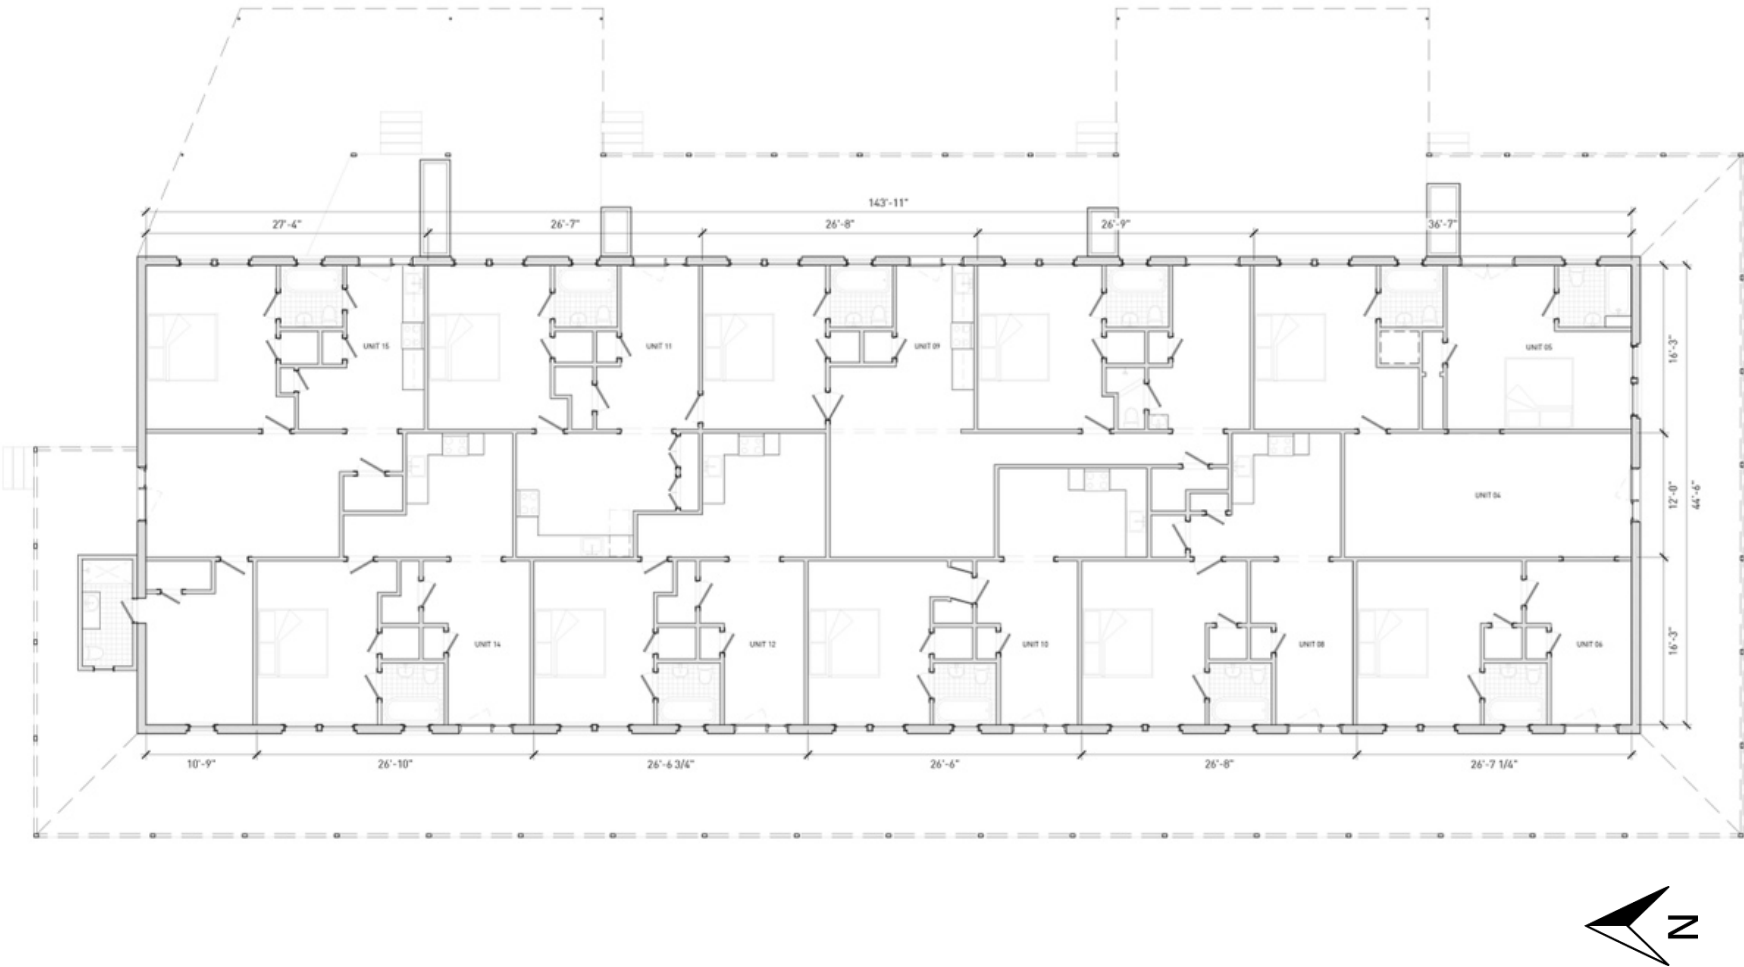 143'-11"
27'-4"
26'-7"
26'-8"
26'-9"
36'-7"
UNIT 15
UNIT 11
UNIT 09
UNIT 05
16'-3"
UNIT 04
12'-0"
44'-6"
UNIT 14
UNIT 12
UNIT 10
UNIT 08
UNIT 06
16'-3"
10'-9"
26'-10"
26'-6 3/4"
26'-6"
26'-8"
26'-7 1/4"
N